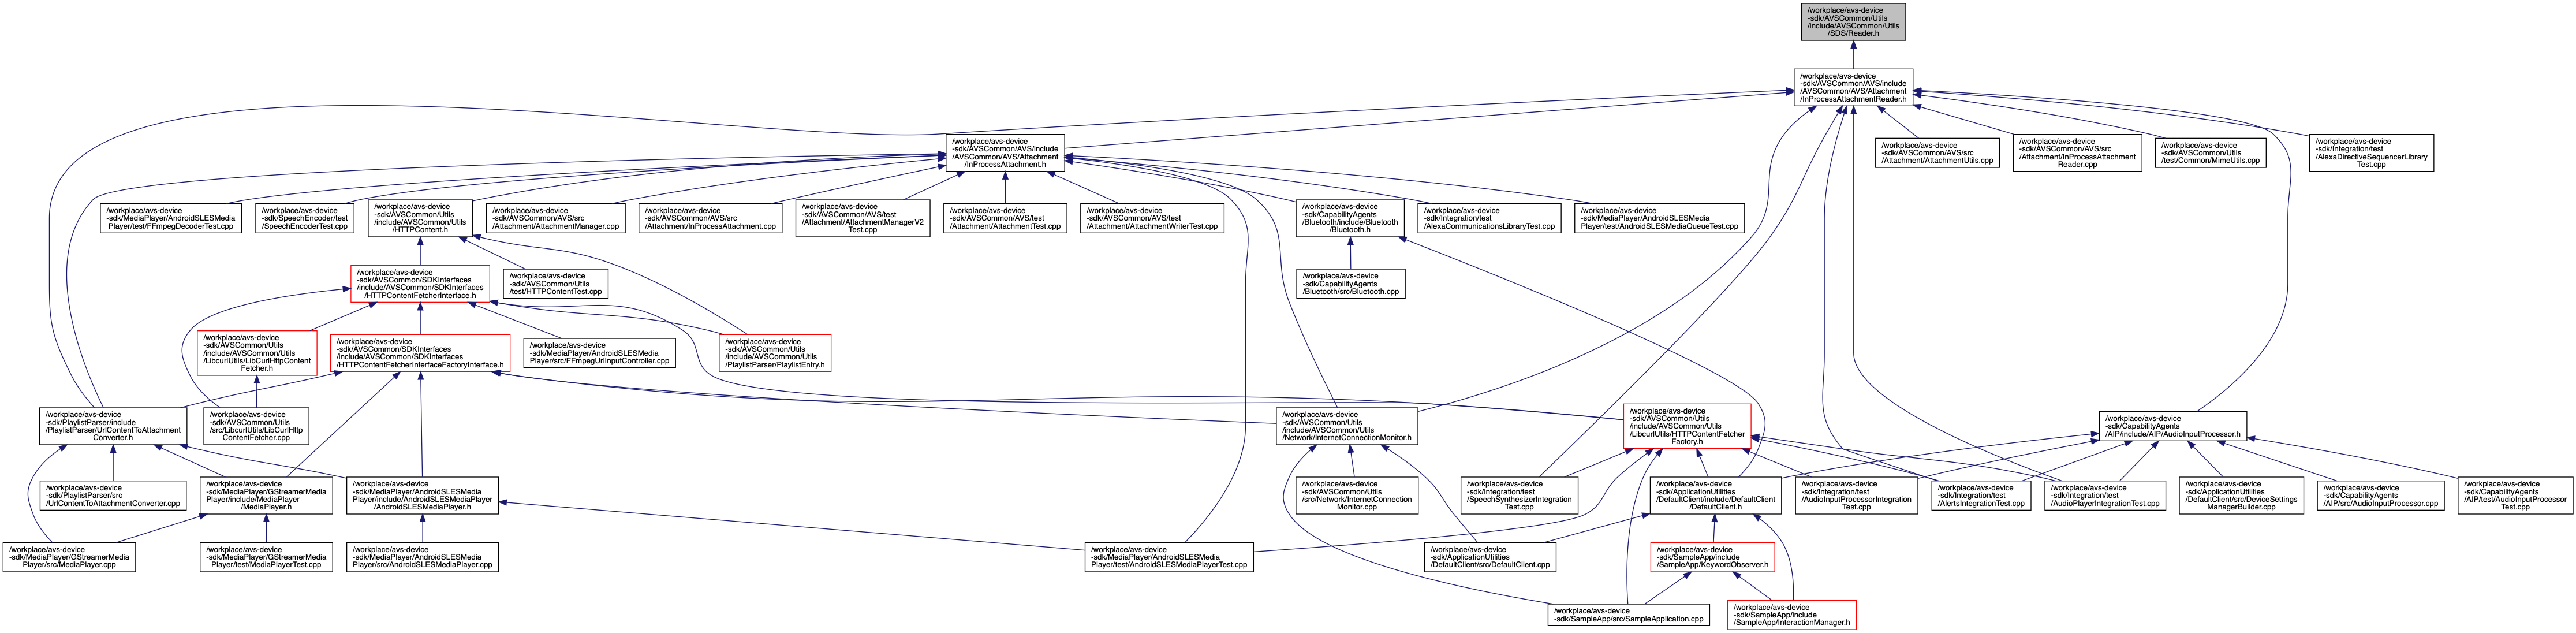 /workplace/avs-device
-sdk/AVSCommon/Utils
/include/AVSCommon/Utils
/SDS/Reader.h
/workplace/avs-device
-sdk/AVSCommon/AVS/include
/AVSCommon/AVS/Attachment
/InProcessAttachmentReader.h
/workplace/avs-device
-sdk/AVSCommon/AVS/include
/AVSCommon/AVS/Attachment
/InProcessAttachment.h
/workplace/avs-device
-sdk/AVSCommon/AVS/src
/Attachment/AttachmentUtils.cpp
/workplace/avs-device
-sdk/AVSCommon/AVS/src
/Attachment/InProcessAttachment
Reader.cpp
/workplace/avs-device
-sdk/AVSCommon/Utils
/test/Common/MimeUtils.cpp
/workplace/avs-device
-sdk/Integration/test
/AlexaDirectiveSequencerLibrary
Test.cpp
/workplace/avs-device
-sdk/MediaPlayer/AndroidSLESMedia
Player/test/FFmpegDecoderTest.cpp
/workplace/avs-device
-sdk/SpeechEncoder/test
/SpeechEncoderTest.cpp
/workplace/avs-device
-sdk/AVSCommon/Utils
/include/AVSCommon/Utils
/HTTPContent.h
/workplace/avs-device
-sdk/AVSCommon/AVS/src
/Attachment/AttachmentManager.cpp
/workplace/avs-device
-sdk/AVSCommon/AVS/src
/Attachment/InProcessAttachment.cpp
/workplace/avs-device
-sdk/AVSCommon/AVS/test
/Attachment/AttachmentManagerV2
Test.cpp
/workplace/avs-device
-sdk/AVSCommon/AVS/test
/Attachment/AttachmentTest.cpp
/workplace/avs-device
-sdk/AVSCommon/AVS/test
/Attachment/AttachmentWriterTest.cpp
/workplace/avs-device
-sdk/CapabilityAgents
/Bluetooth/include/Bluetooth
/Bluetooth.h
/workplace/avs-device
-sdk/Integration/test
/AlexaCommunicationsLibraryTest.cpp
/workplace/avs-device
-sdk/MediaPlayer/AndroidSLESMedia
Player/test/AndroidSLESMediaQueueTest.cpp
/workplace/avs-device
-sdk/AVSCommon/SDKInterfaces
/include/AVSCommon/SDKInterfaces
/HTTPContentFetcherInterface.h
/workplace/avs-device
-sdk/AVSCommon/Utils
/test/HTTPContentTest.cpp
/workplace/avs-device
-sdk/CapabilityAgents
/Bluetooth/src/Bluetooth.cpp
/workplace/avs-device
-sdk/AVSCommon/Utils
/include/AVSCommon/Utils
/LibcurlUtils/LibCurlHttpContent
Fetcher.h
/workplace/avs-device
-sdk/AVSCommon/SDKInterfaces
/include/AVSCommon/SDKInterfaces
/HTTPContentFetcherInterfaceFactoryInterface.h
/workplace/avs-device
-sdk/MediaPlayer/AndroidSLESMedia
Player/src/FFmpegUrlInputController.cpp
/workplace/avs-device
-sdk/AVSCommon/Utils
/include/AVSCommon/Utils
/PlaylistParser/PlaylistEntry.h
/workplace/avs-device
-sdk/PlaylistParser/include
/PlaylistParser/UrlContentToAttachment
Converter.h
/workplace/avs-device
-sdk/AVSCommon/Utils
/src/LibcurlUtils/LibCurlHttp
ContentFetcher.cpp
/workplace/avs-device
-sdk/AVSCommon/Utils
/include/AVSCommon/Utils
/Network/InternetConnectionMonitor.h
/workplace/avs-device
-sdk/AVSCommon/Utils
/include/AVSCommon/Utils
/LibcurlUtils/HTTPContentFetcher
Factory.h
/workplace/avs-device
-sdk/CapabilityAgents
/AIP/include/AIP/AudioInputProcessor.h
/workplace/avs-device
-sdk/PlaylistParser/src
/UrlContentToAttachmentConverter.cpp
/workplace/avs-device
-sdk/MediaPlayer/GStreamerMedia
Player/include/MediaPlayer
/MediaPlayer.h
/workplace/avs-device
-sdk/MediaPlayer/AndroidSLESMedia
Player/include/AndroidSLESMediaPlayer
/AndroidSLESMediaPlayer.h
/workplace/avs-device
-sdk/AVSCommon/Utils
/src/Network/InternetConnection
Monitor.cpp
/workplace/avs-device
-sdk/Integration/test
/SpeechSynthesizerIntegration
Test.cpp
/workplace/avs-device
-sdk/ApplicationUtilities
/DefaultClient/include/DefaultClient
/DefaultClient.h
/workplace/avs-device
-sdk/Integration/test
/AudioInputProcessorIntegration
Test.cpp
/workplace/avs-device
-sdk/Integration/test
/AlertsIntegrationTest.cpp
/workplace/avs-device
-sdk/Integration/test
/AudioPlayerIntegrationTest.cpp
/workplace/avs-device
-sdk/ApplicationUtilities
/DefaultClient/src/DeviceSettings
ManagerBuilder.cpp
/workplace/avs-device
-sdk/CapabilityAgents
/AIP/src/AudioInputProcessor.cpp
/workplace/avs-device
-sdk/CapabilityAgents
/AIP/test/AudioInputProcessor
Test.cpp
/workplace/avs-device
-sdk/MediaPlayer/GStreamerMedia
Player/src/MediaPlayer.cpp
/workplace/avs-device
-sdk/MediaPlayer/GStreamerMedia
Player/test/MediaPlayerTest.cpp
/workplace/avs-device
-sdk/MediaPlayer/AndroidSLESMedia
Player/src/AndroidSLESMediaPlayer.cpp
/workplace/avs-device
-sdk/MediaPlayer/AndroidSLESMedia
Player/test/AndroidSLESMediaPlayerTest.cpp
/workplace/avs-device
-sdk/ApplicationUtilities
/DefaultClient/src/DefaultClient.cpp
/workplace/avs-device
-sdk/SampleApp/include
/SampleApp/KeywordObserver.h
/workplace/avs-device
-sdk/SampleApp/src/SampleApplication.cpp
/workplace/avs-device
-sdk/SampleApp/include
/SampleApp/InteractionManager.h